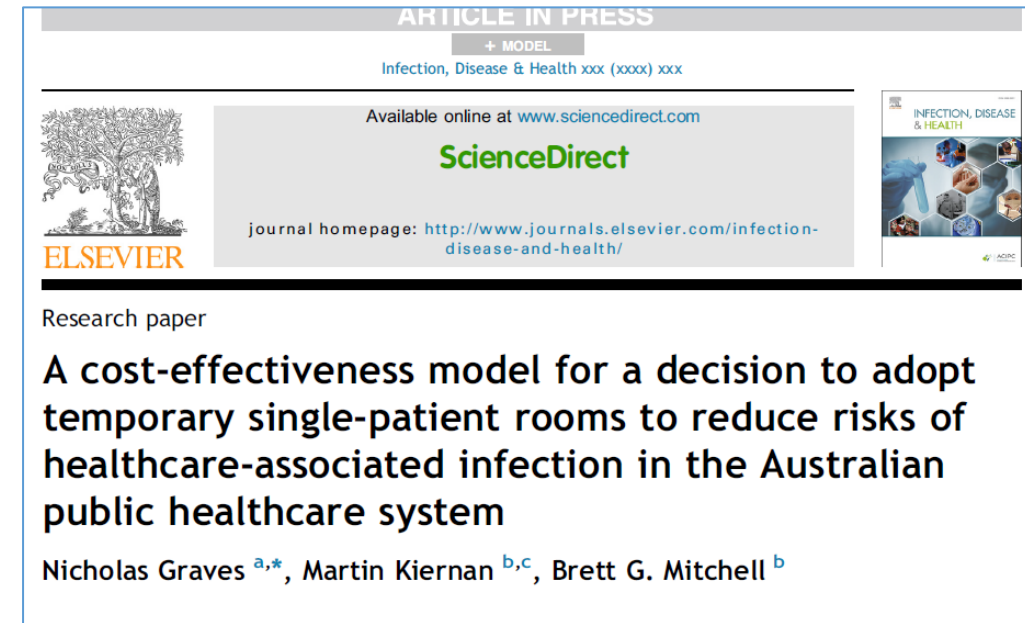 ARTICLE IN PRESS
+ MODEL
Infection, Disease & Health xxx (xxxx) xxx
Available online at www.sciencedirect.com
ScienceDirect
journal homepage: http://www.journals.elsevier.com/infection-
disease-and-health/
NON SOLUS
ELSEVIER
INFECTION, DISEASE
& HEALTH
ACIPC
Research paper
A cost-effectiveness model for a decision to adopt
temporary single-patient rooms to reduce risks of
healthcare-associated infection in the Australian
public healthcare system
Nicholas Graves a,*, Martin Kiernan b,c, Brett G. Mitchell b